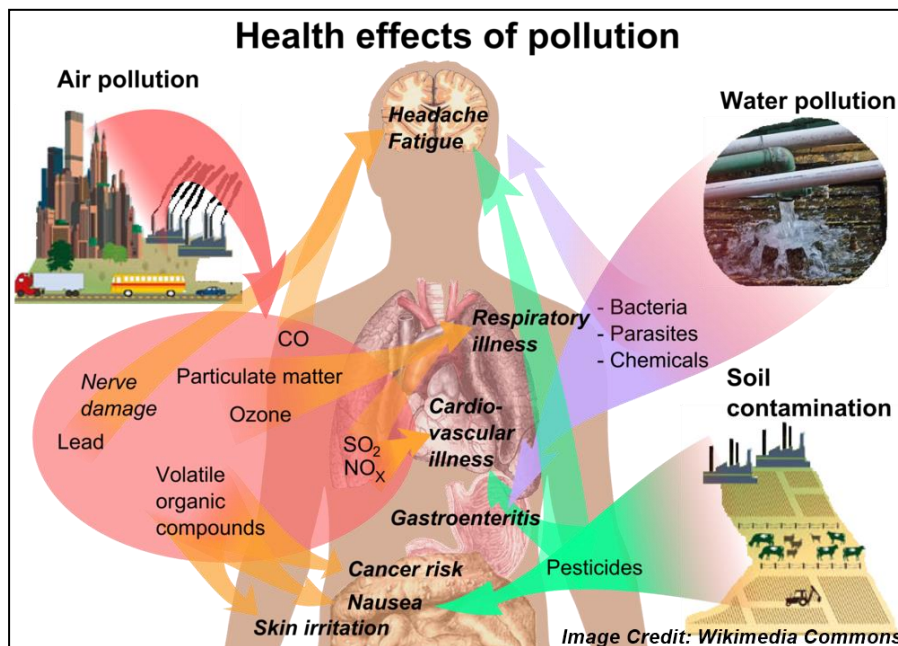 Health effects of pollution
Air pollution
Water pollution
Headache
Fatigue
Respiratory
illness
- Bacteria
- Parasites
- Chemicals
CO
Nerve
damage
Particulate matter
Ozone
Lead
Soil
contamination
Cardio-
vascular
illness
SO2
NOX
Volatile
organic
compounds
Gastroenteritis
Cancer risk
Pesticides
Nausea
Skin irritation
Image Credit: Wikimedia Commons